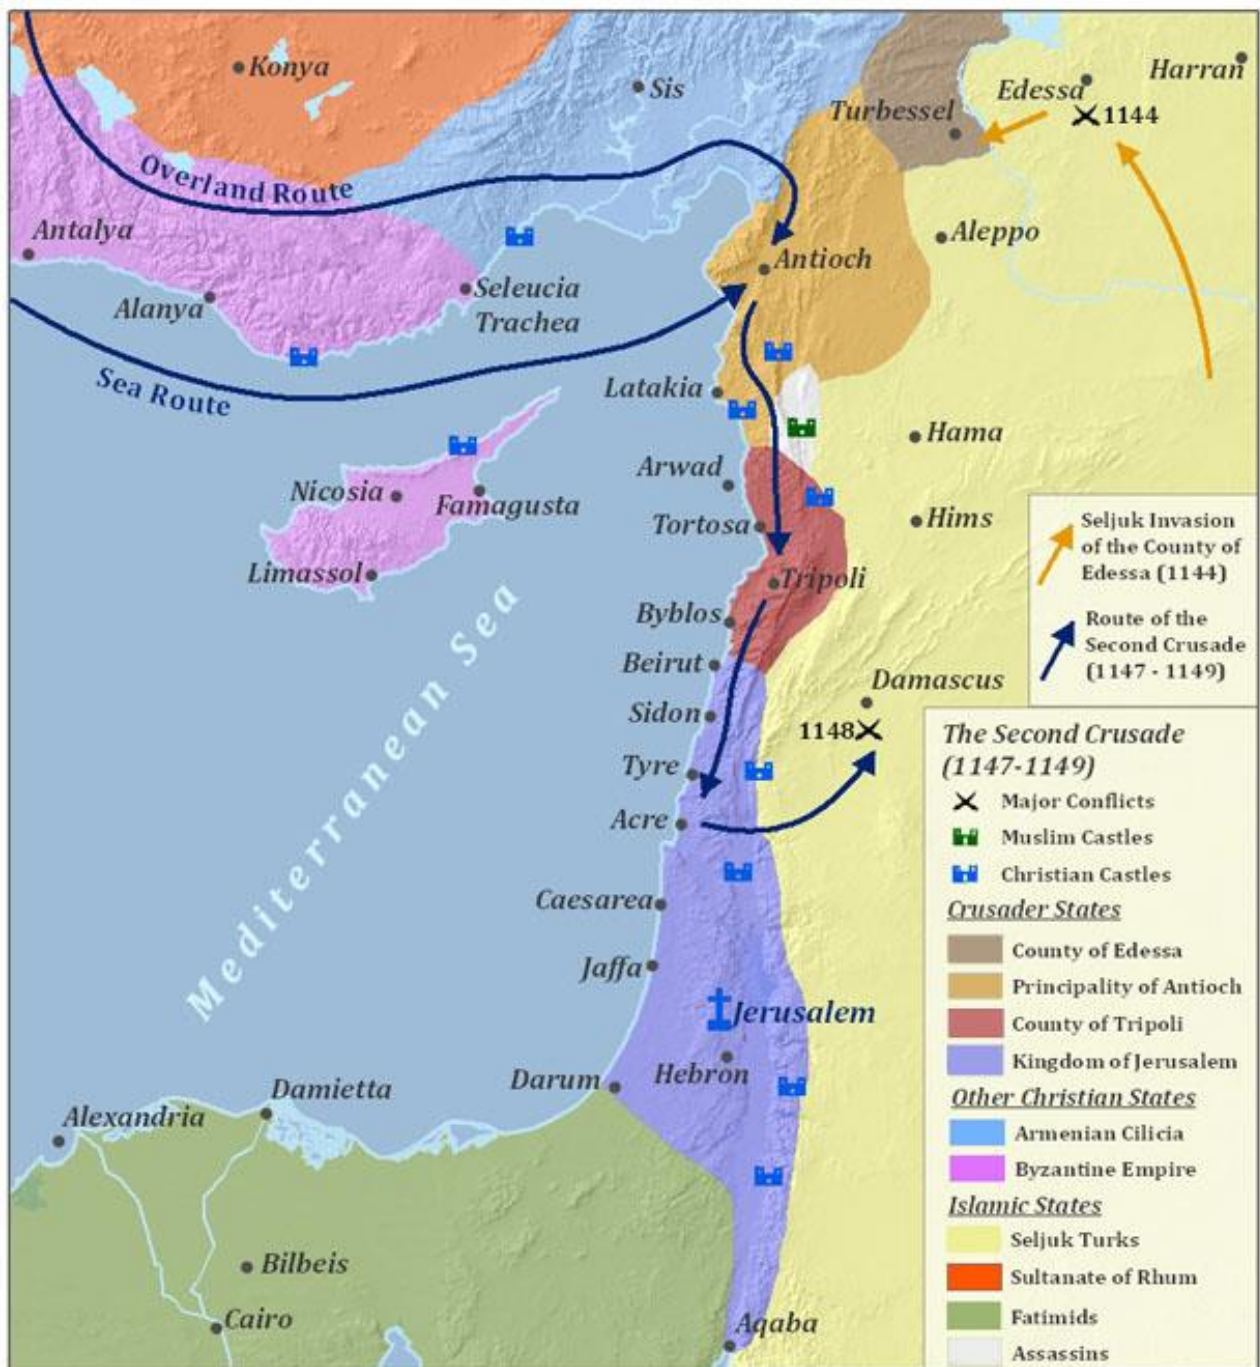 Konya
Sis
Harran
Edessa
1144
Turbessel
Overland Route
Antalya
Aleppo
Antioch
Seleucia
Trachea
Alanya
Sea Route
Latakia
Hama
Arwad
Nicosia
Famagusta
Tortosa
Hims
Limassol
Tripoli
Byblos
Beirut
Mediterranean Sea
Damascus
Sidon
1148
Tyre
Acre
Caesarea
Jaffa
Jerusalem
Hebron
Darum
Damietta
Alexandria
Bilbeis
Cairo
Aqaba
Seljuk Invasion
of the County of
Edessa (1144)
Route of the
Second Crusade
(1147 - 1149)
The Second Crusade
(1147-1149)
Major Conflicts
Muslim Castles
Christian Castles
Crusader States
County of Edessa
Principality of Antioch
County of Tripoli
Kingdom of Jerusalem
Other Christian States
Armenian Cilicia
Byzantine Empire
Islamic States
Seljuk Turks
Sultanate of Rhum
Fatimids
Assassins